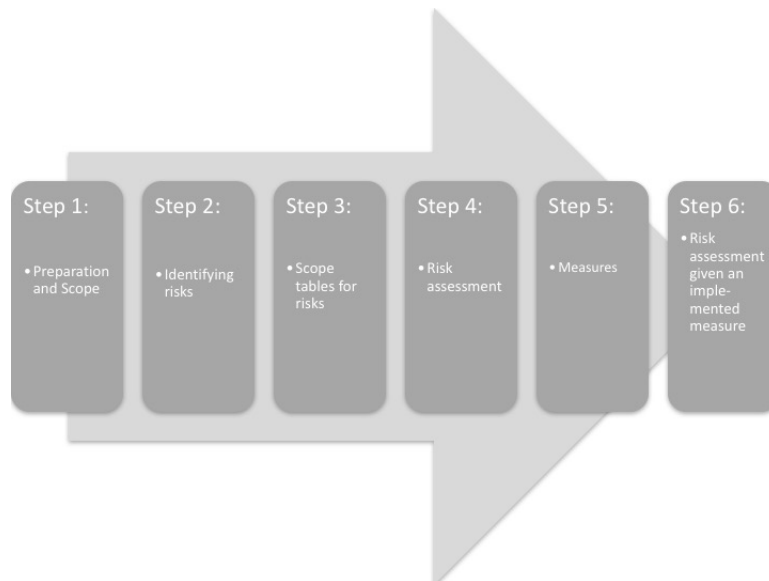 Step 1:
•Preparation
and Scope
Step 2:
•Identifying
risks
Step 3:
•Scope
tables for
risks
Step 4:
•Risk
assessment
Step 5:
•Measures
Step 6:
•Risk
assessment
given an
imple-
mented
measure